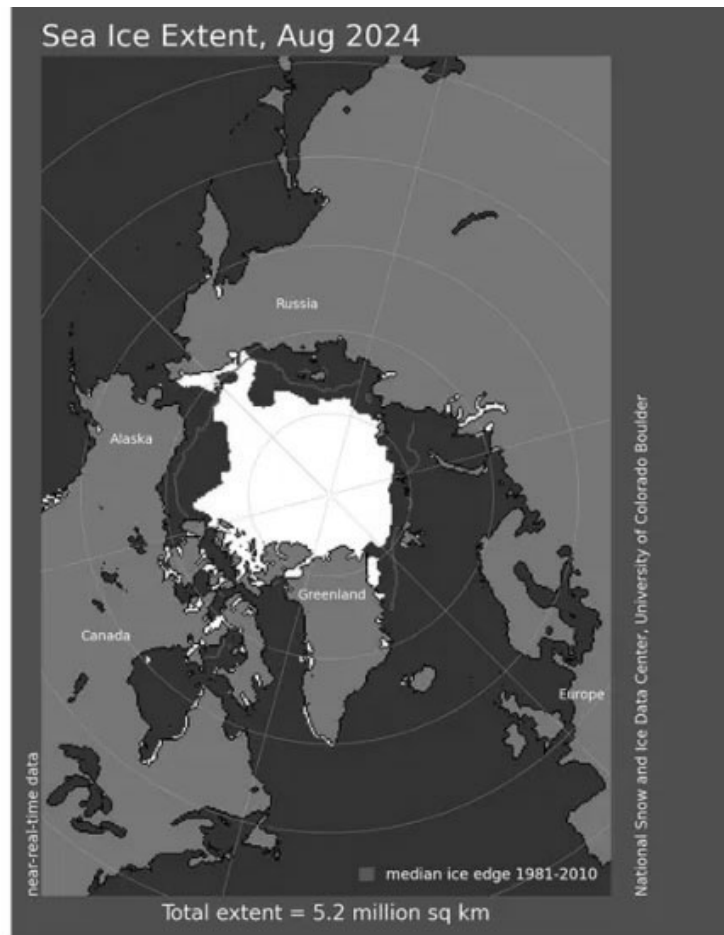 Sea Ice Extent, Aug 2024
Russia
Alaska
Greenland
Canada
Europe
near-real-time data
median ice edge 1981-2010
Total extent = 5.2 million sq km
National Snow and Ice Data Center, University of Colorado Boulder